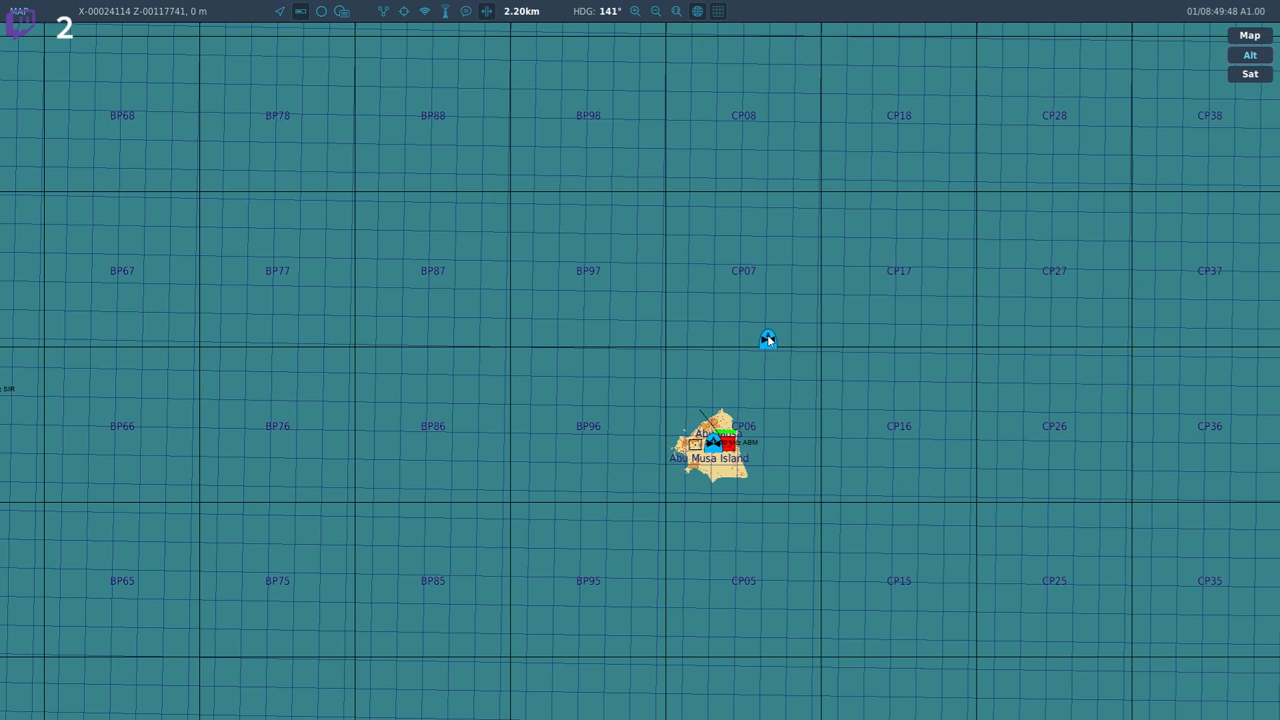 MAP X-00024114 Z-00117741, 0 m 2.20km HDG: 141° 01/08:49:48 A1.00
2
Map
Alt
Sat
BP68 BP78 BP88 BP98 CP08 CP18 CP28 CP38
BP67 BP77 BP87 BP97 CP07 CP17 CP27 CP37
SIR
BP66 BP76 BP86 BP96 CP06 CP16 CP26 CP36
ABM
Abu Musa Island
BP65 BP75 BP85 BP95 CP05 CP15 CP25 CP35